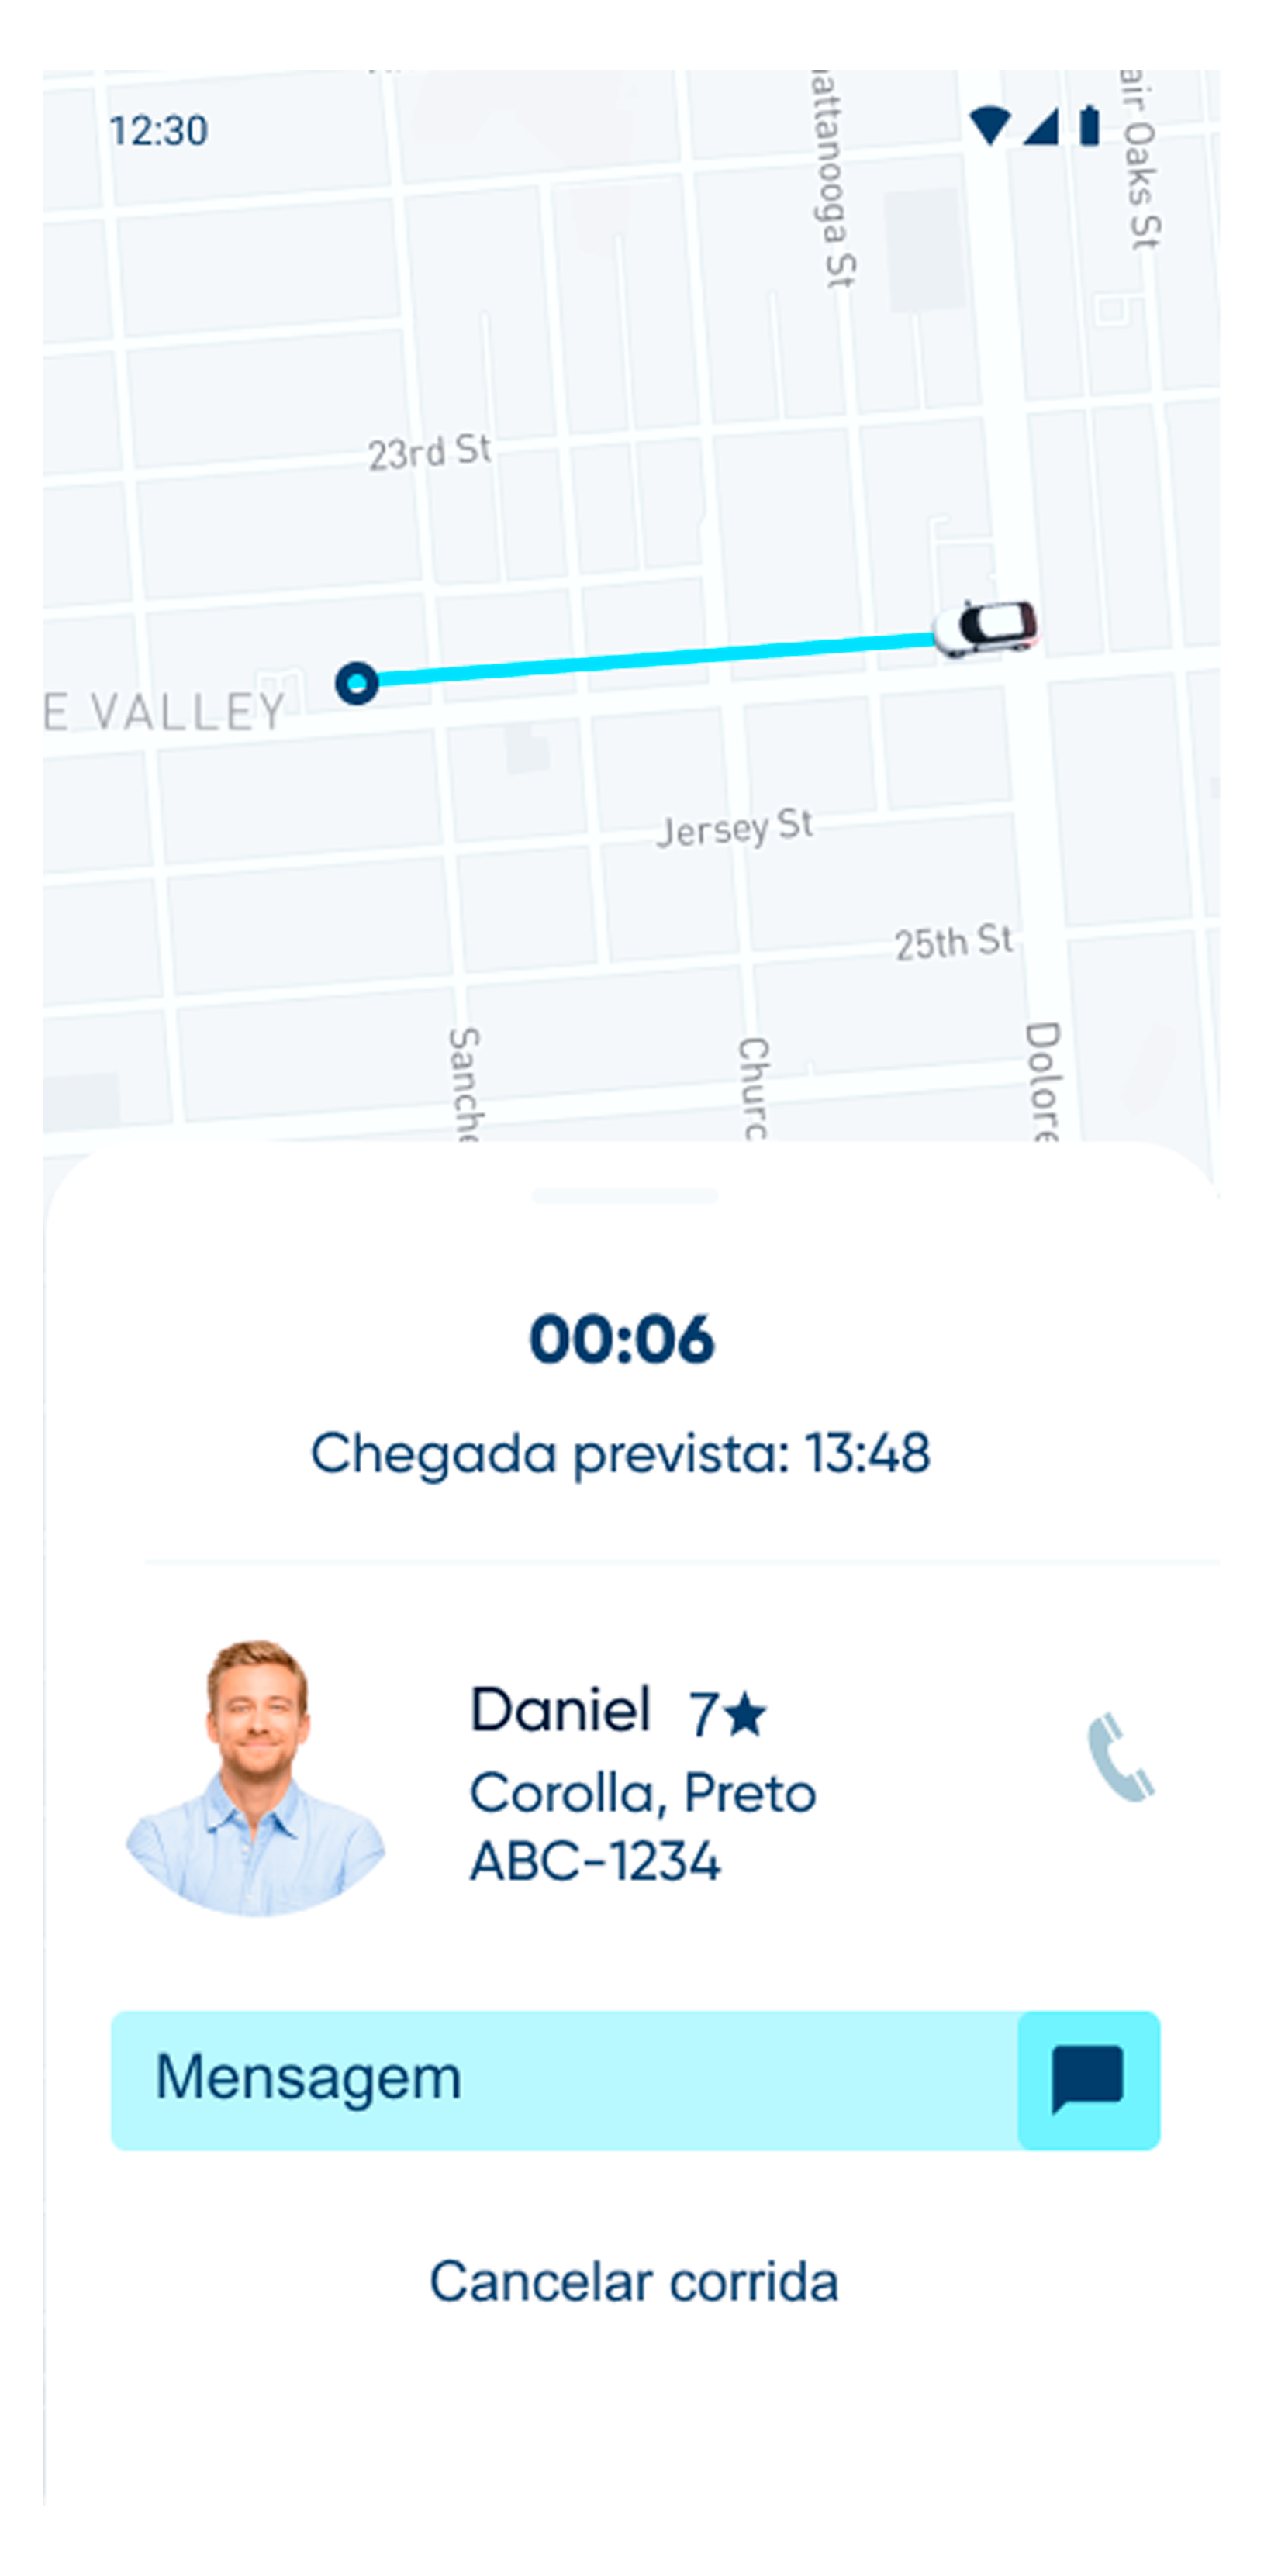 12:30
attanooga St
air Oaks St
23rd St
E VALLEY
Jersey St
25th St
Sanche
Churc
Dolore
00:06
Chegada prevista: 13:48
Daniel 7★
Corolla, Preto
ABC-1234
Mensagem
Cancelar corrida